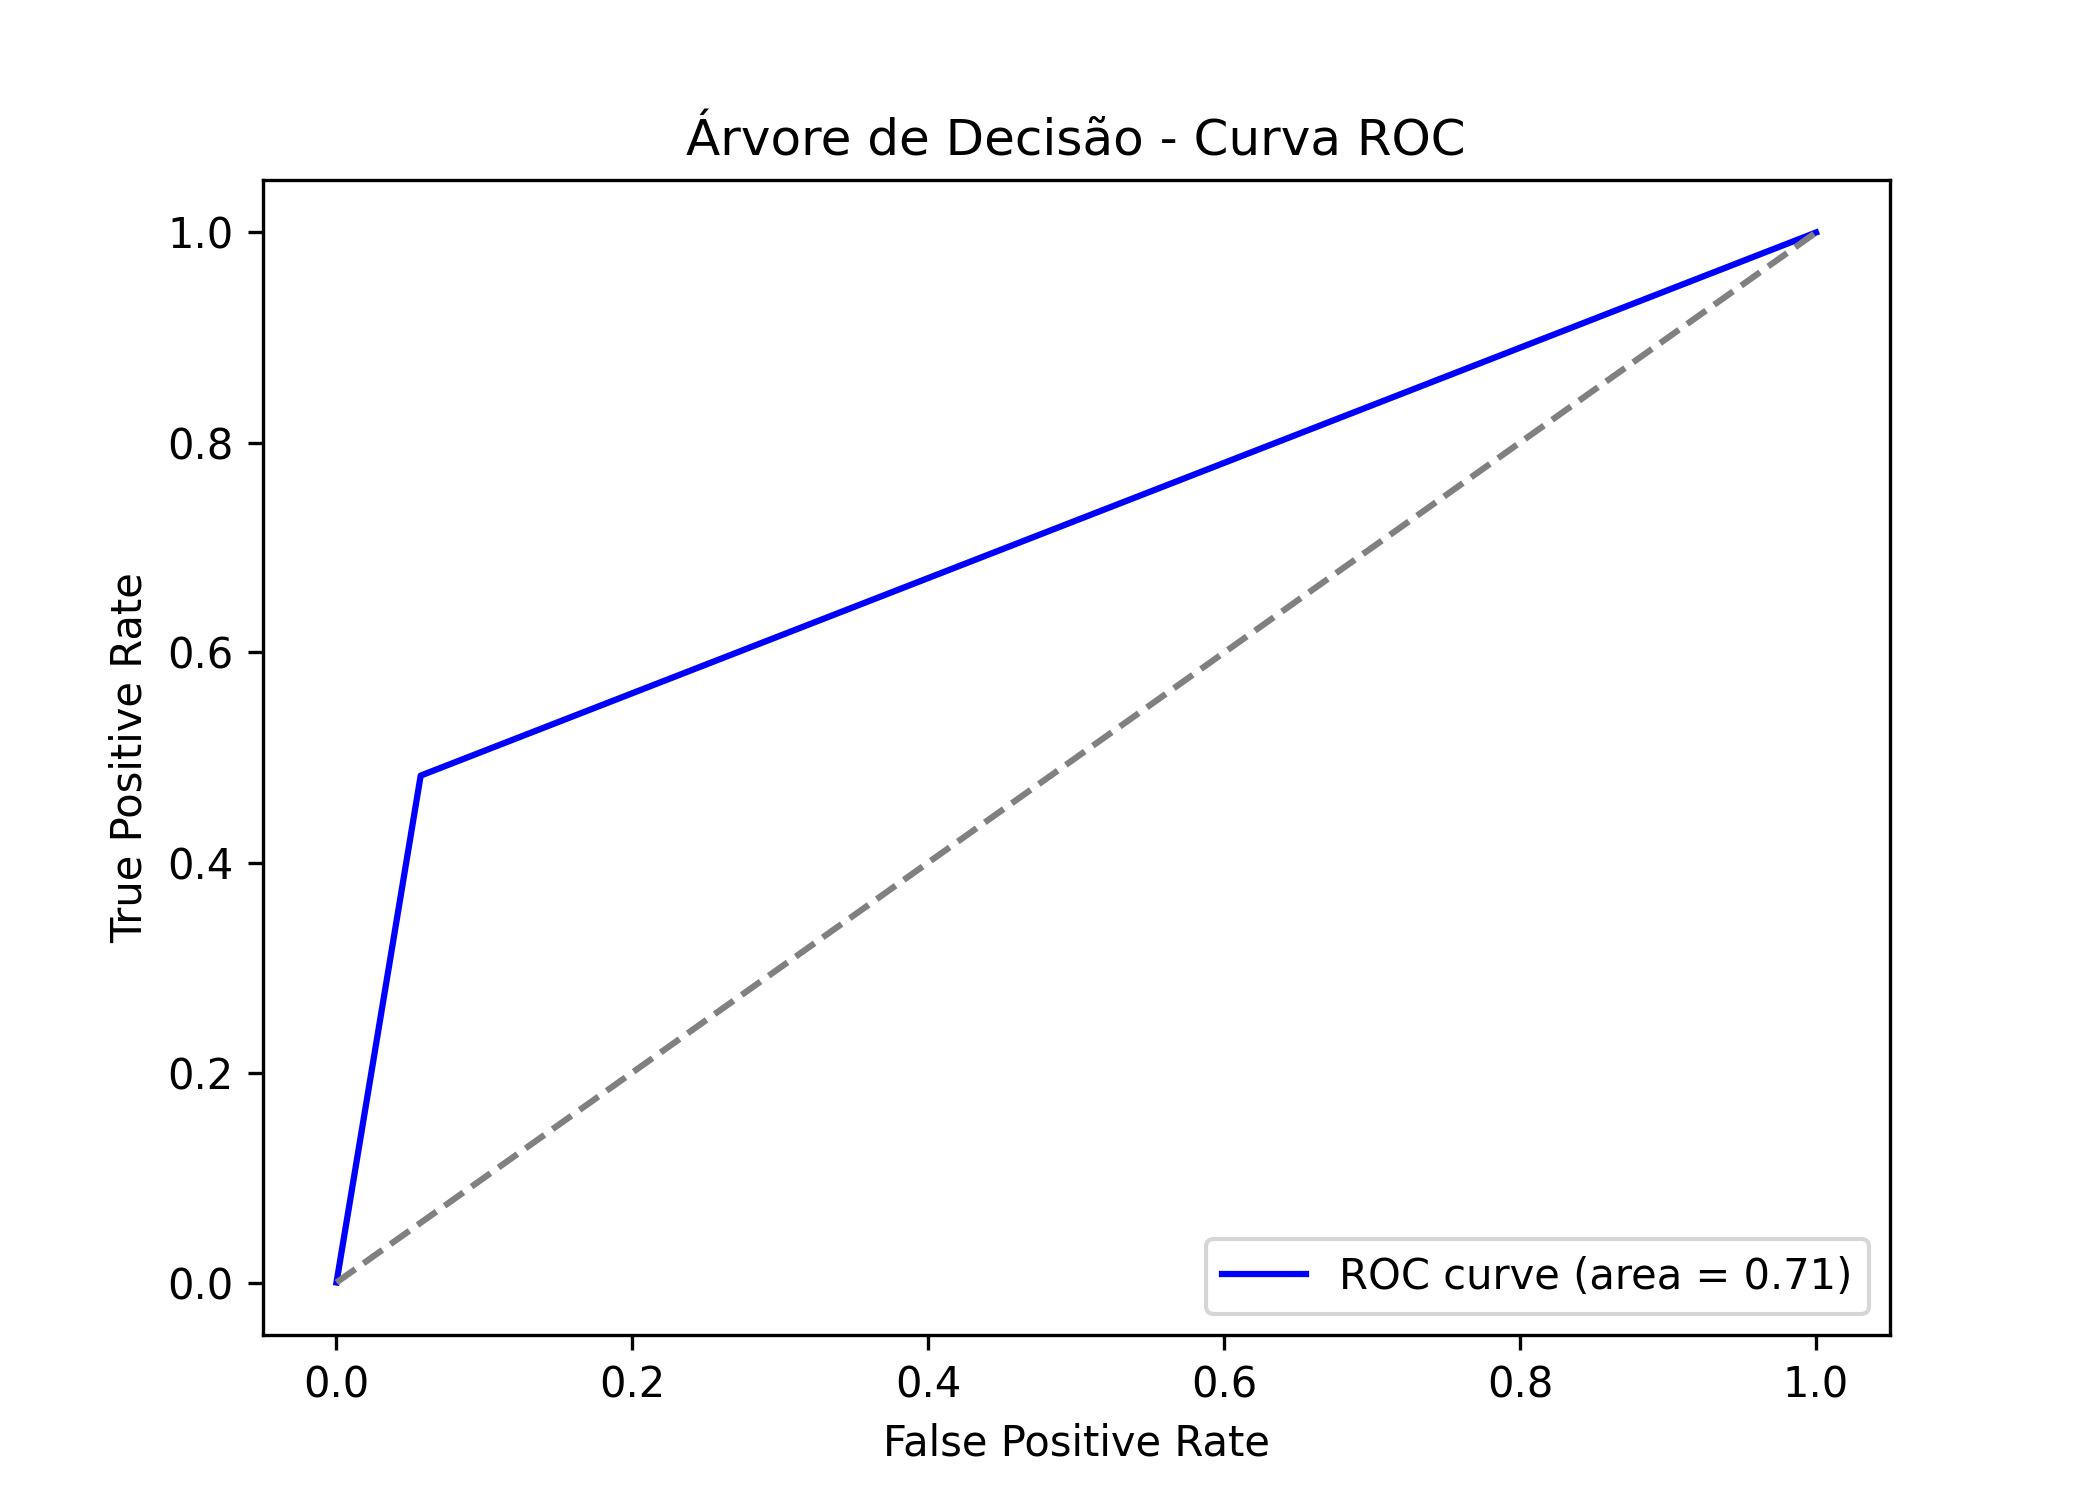 Árvore de Decisão - Curva ROC
True Positive Rate
1.0
0.8
0.6
0.4
0.2
0.0
ROC curve (area = 0.71)
0.0 0.2 0.4 0.6 0.8 1.0
False Positive Rate